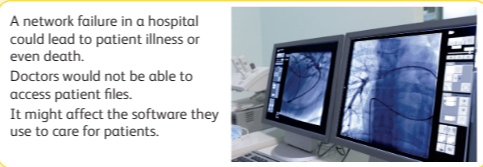 A network failure in a hospital
could lead to patient illness or
even death.
Doctors would not be able to
access patient files.
It might affect the software they
use to care for patients.